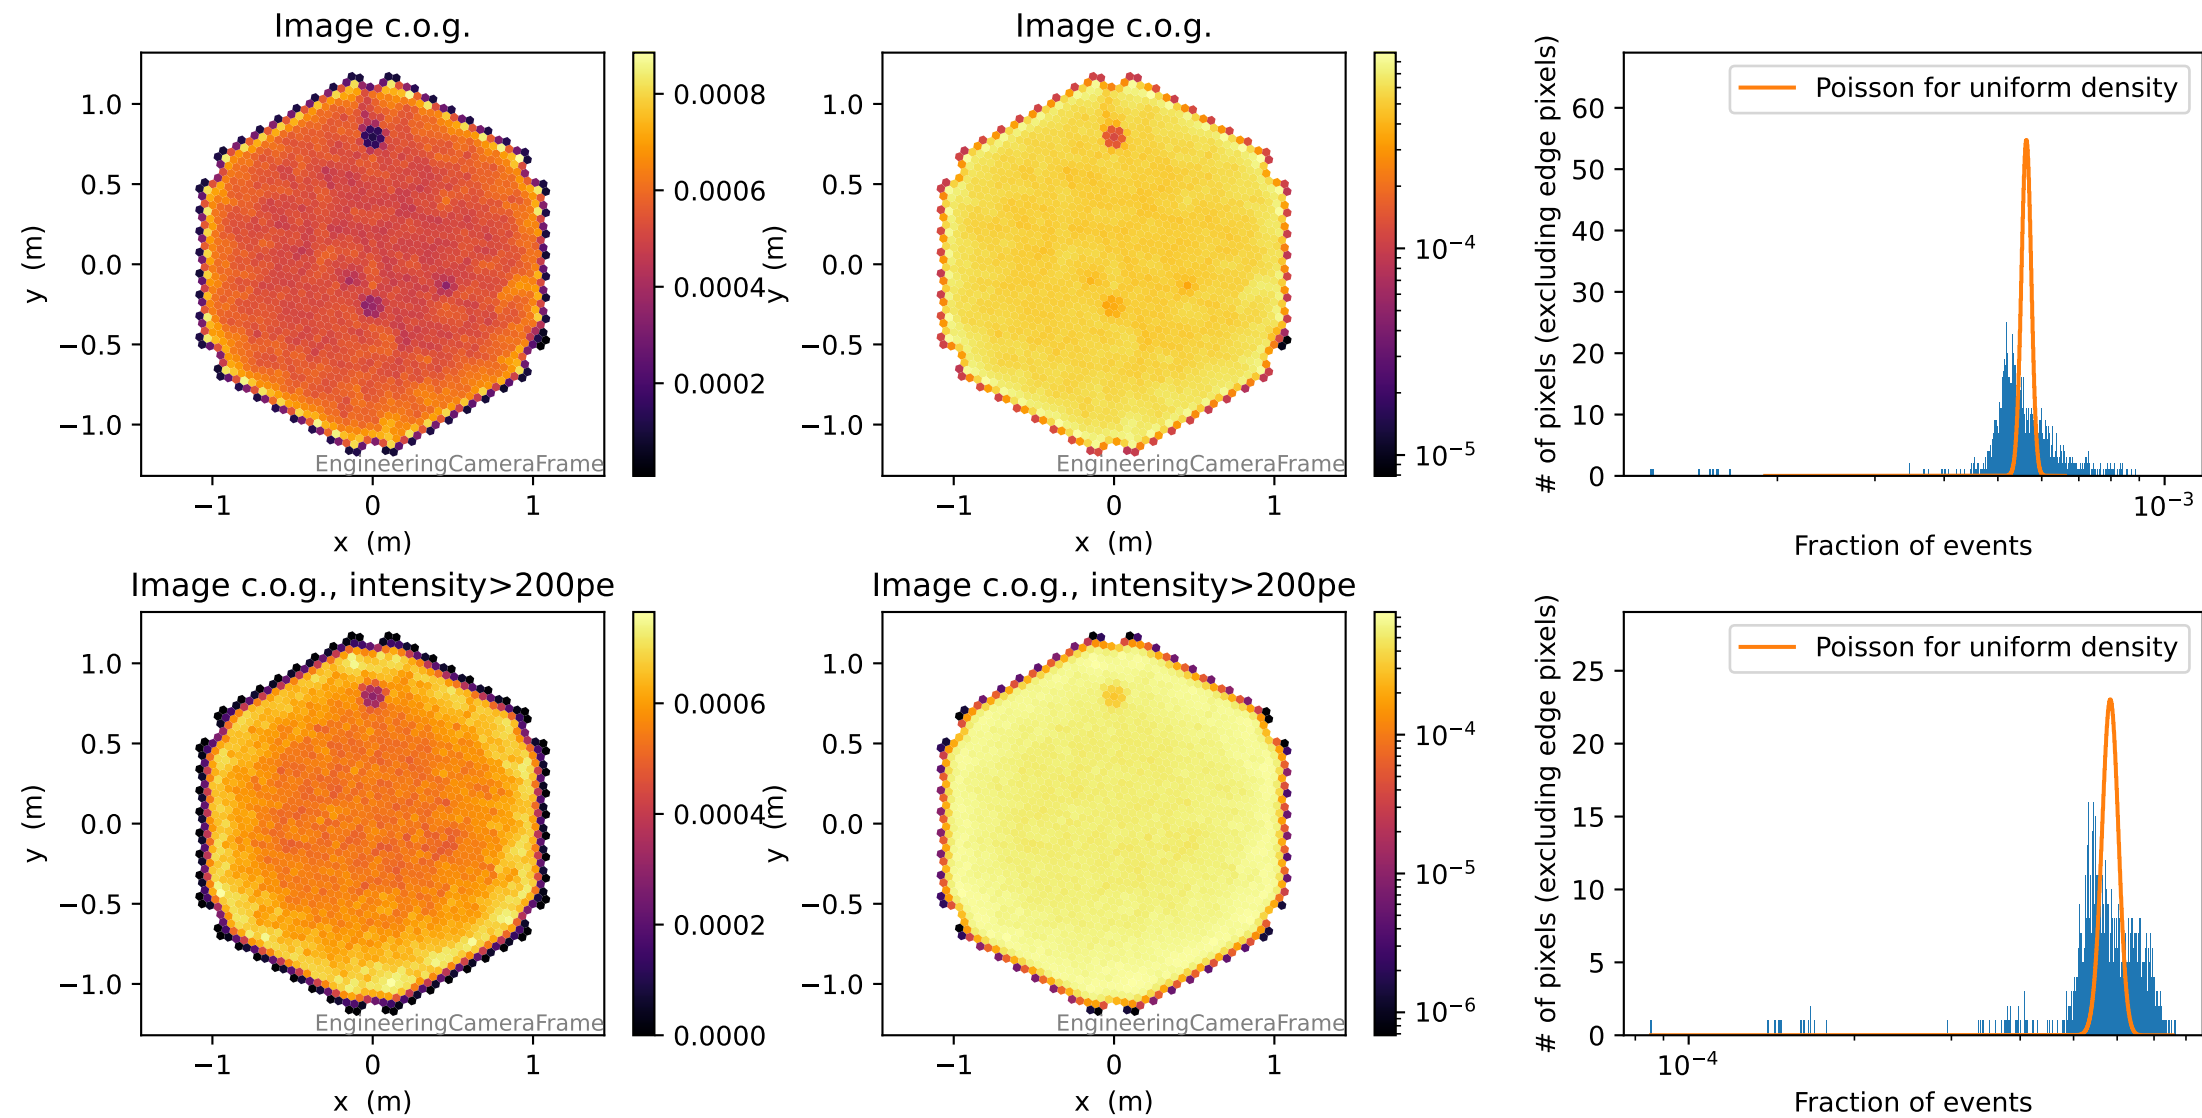 Image c.o.g.
y (m)
1.0
0.5
0.0
−0.5
−1.0
−1
0
1
x (m)
EngineeringCameraFrame
0.0008
0.0006
0.0004
0.0002
Image c.o.g.
y (m)
1.0
0.5
0.0
−0.5
−1.0
−1
0
1
x (m)
EngineeringCameraFrame
10−4
10−5
# of pixels (excluding edge pixels)
60
50
40
30
20
10
0
Poisson for uniform density
10−3
Fraction of events
Image c.o.g., intensity>200pe
y (m)
1.0
0.5
0.0
−0.5
−1.0
−1
0
1
x (m)
EngineeringCameraFrame
0.0006
0.0004
0.0002
0.0000
Image c.o.g., intensity>200pe
y (m)
1.0
0.5
0.0
−0.5
−1.0
−1
0
1
x (m)
EngineeringCameraFrame
10−4
10−5
10−6
# of pixels (excluding edge pixels)
25
20
15
10
5
0
Poisson for uniform density
10−4
Fraction of events